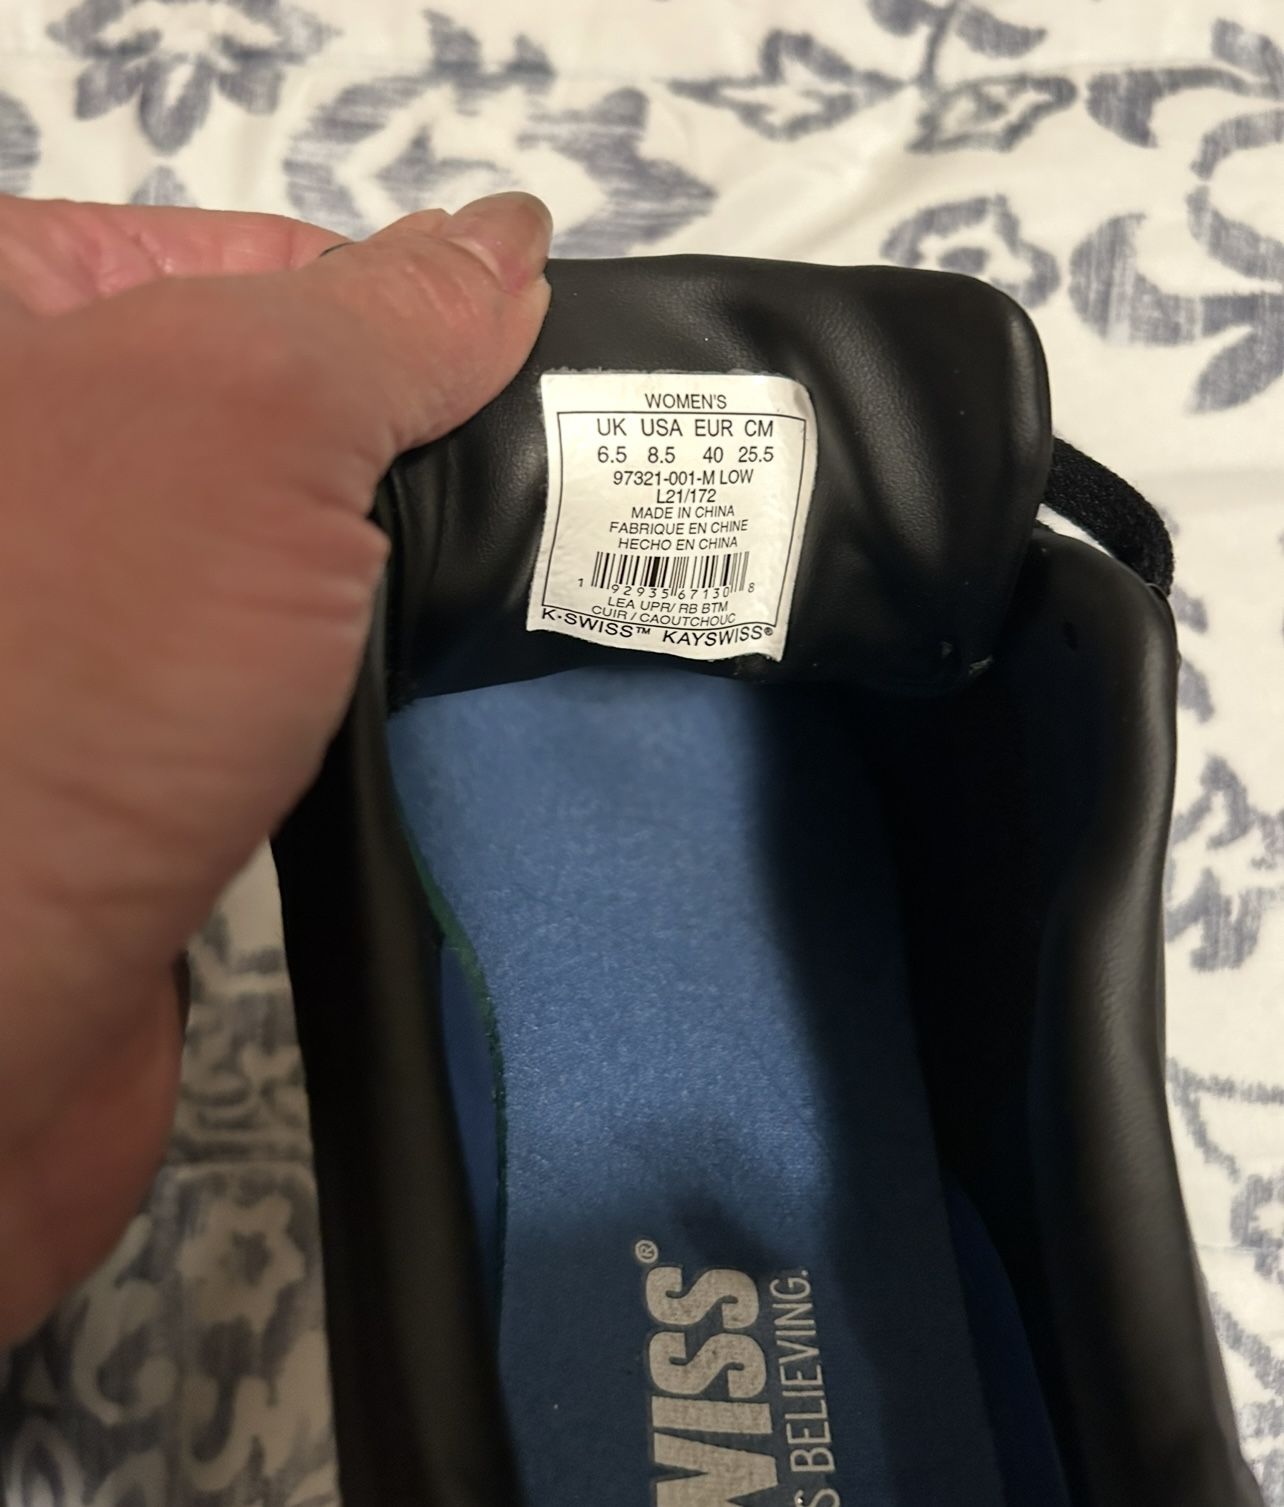 WOMEN'S
UK USA EUR CM
6.5 8.5 40 25.5
97321-001-M LOW
L21/172
MADE IN CHINA
FABRIQUE EN CHINE
HECHO EN CHINA
1 92935 67130 8
LEA UPR/ RB BTM
CUIR / CAOUTCHOUC
K·SWISS™ KAYSWISS®
WISS®
S BELIEVING.